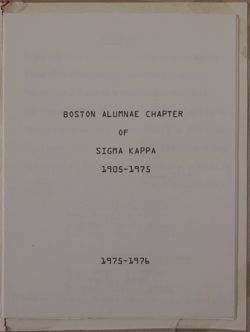 BOSTON ALUMNAE CHAPTER
OF
SIGMA KAPPA
1905-1975
1975-1976